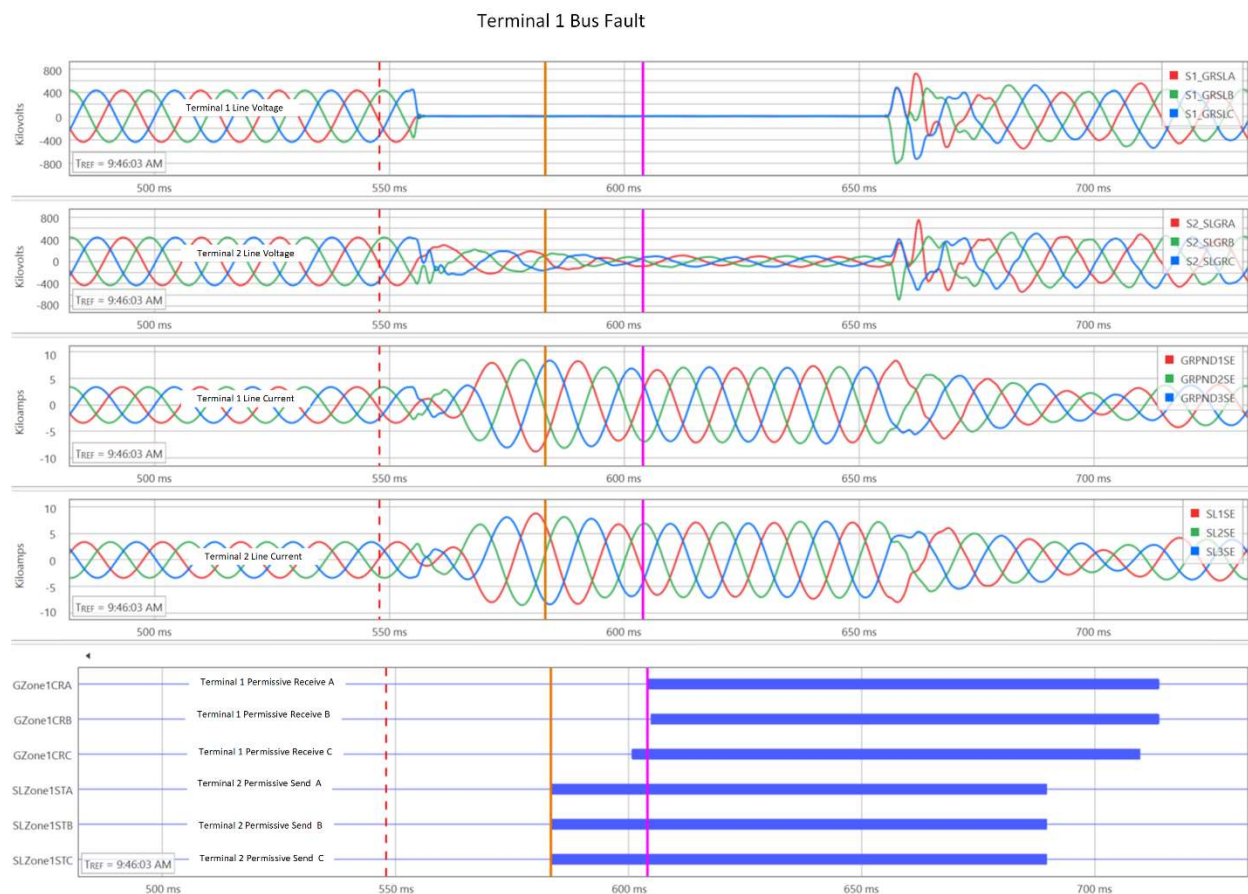 Terminal 1 Bus Fault
800
400
0
-400
-800
Kilovolts
Terminal 1 Line Voltage
TREF = 9:46:03 AM
S1_GRSLA
S1_GRSLB
S1_GRSLC
500 ms
550 ms
600 ms
650 ms
700 ms
800
400
0
-400
-800
Kilovolts
Terminal 2 Line Voltage
TREF = 9:46:03 AM
S2_SLGRA
S2_SLGRB
S2_SLGRC
500 ms
550 ms
600 ms
650 ms
700 ms
10
5
0
-5
-10
Kiloamps
Terminal 1 Line Current
TREF = 9:46:03 AM
GRPND1SE
GRPND2SE
GRPND3SE
500 ms
550 ms
600 ms
650 ms
700 ms
10
5
0
-5
-10
Kiloamps
Terminal 2 Line Current
TREF = 9:46:03 AM
SL1SE
SL2SE
SL3SE
500 ms
550 ms
600 ms
650 ms
700 ms
GZone1CRA Terminal 1 Permissive Receive A
GZone1CRB Terminal 1 Permissive Receive B
GZone1CRC Terminal 1 Permissive Receive C
SLZone1STA Terminal 2 Permissive Send A
SLZone1STB Terminal 2 Permissive Send B
SLZone1STC Terminal 2 Permissive Send C
TREF = 9:46:03 AM
500 ms
550 ms
600 ms
650 ms
700 ms